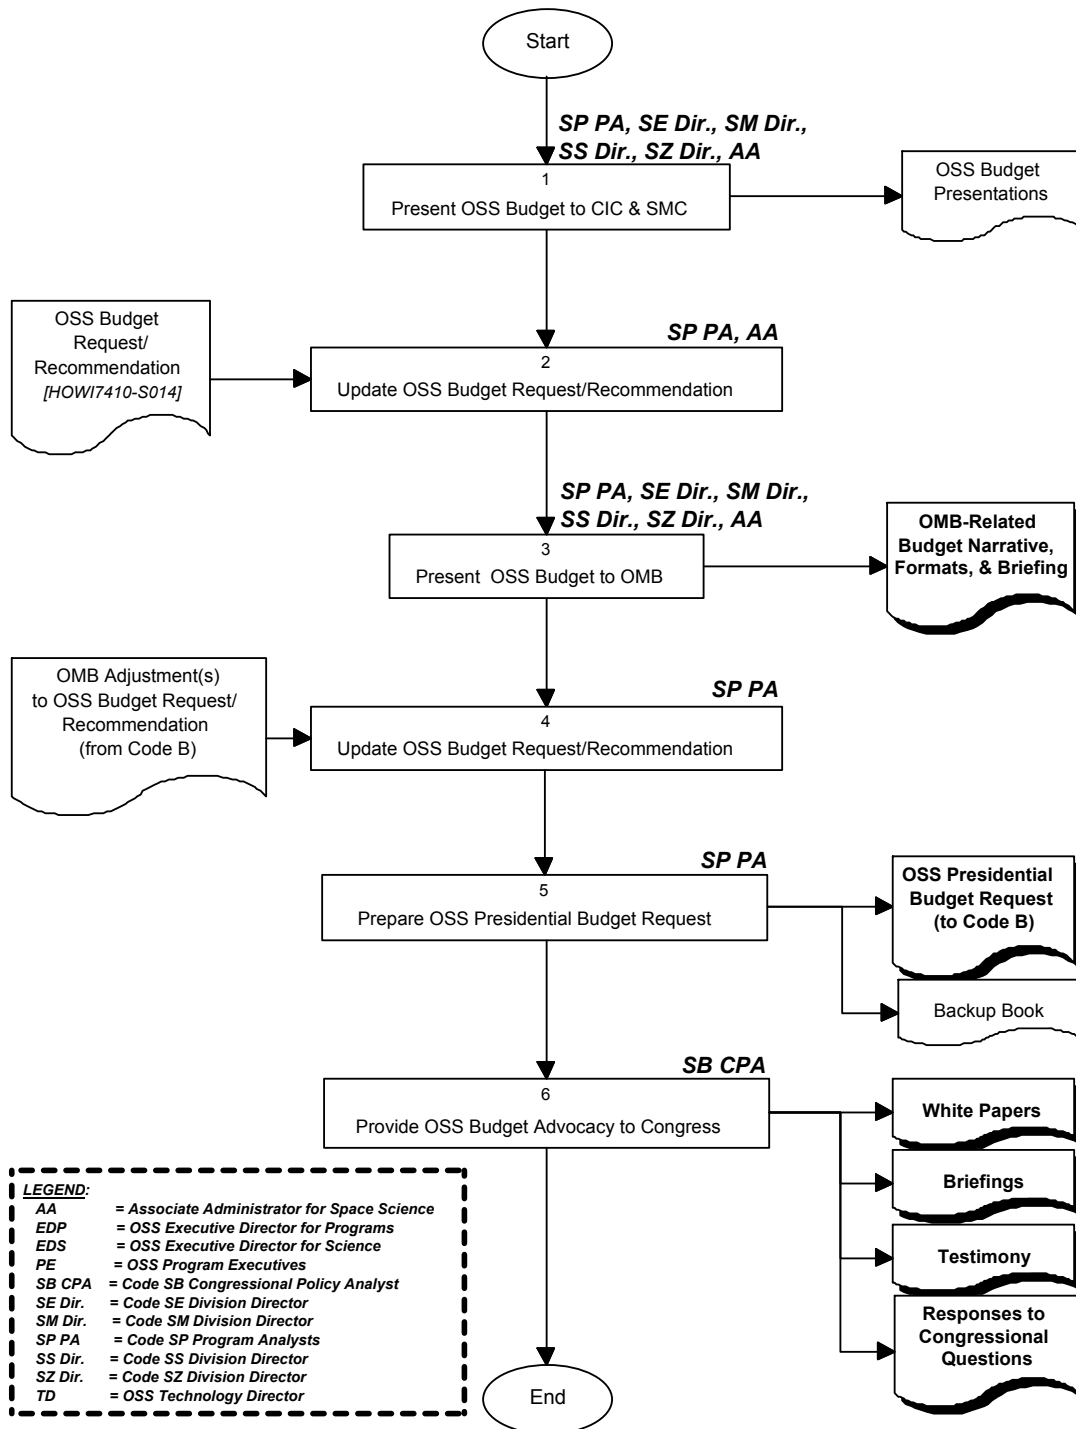 Start
SP PA, SE Dir., SM Dir.,
SS Dir., SZ Dir., AA
1
Present OSS Budget to CIC & SMC
OSS Budget
Presentations
OSS Budget
Request/
Recommendation
[HOWI7410-S014]
SP PA, AA
2
Update OSS Budget Request/Recommendation
SP PA, SE Dir., SM Dir.,
SS Dir., SZ Dir., AA
3
Present OSS Budget to OMB
OMB-Related
Budget Narrative,
Formats, & Briefing
OMB Adjustment(s)
to OSS Budget Request/
Recommendation
(from Code B)
SP PA
4
Update OSS Budget Request/Recommendation
SP PA
5
Prepare OSS Presidential Budget Request
OSS Presidential
Budget Request
(to Code B)
Backup Book
SB CPA
6
Provide OSS Budget Advocacy to Congress
White Papers
Briefings
Testimony
Responses to
Congressional
Questions
LEGEND:
AA = Associate Administrator for Space Science
EDP = OSS Executive Director for Programs
EDS = OSS Executive Director for Science
PE = OSS Program Executives
SB CPA = Code SB Congressional Policy Analyst
SE Dir. = Code SE Division Director
SM Dir. = Code SM Division Director
SP PA = Code SP Program Analysts
SS Dir. = Code SS Division Director
SZ Dir. = Code SZ Division Director
TD = OSS Technology Director
End